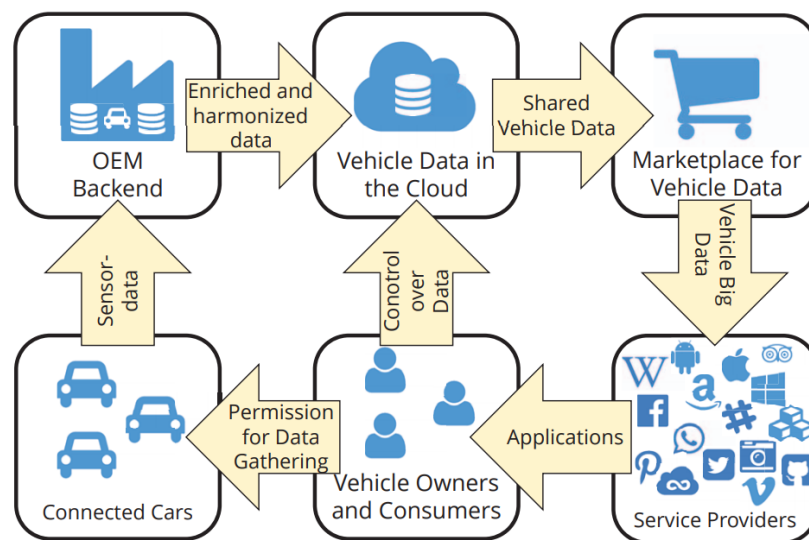 OEM
Backend
Enriched and
harmonized
data
Vehicle Data in
the Cloud
Shared
Vehicle Data
Marketplace for
Vehicle Data
Sensor-
data
Conotrol
over
Data
Vehicle Big
Data
Connected Cars
Permission
for Data
Gathering
Vehicle Owners
and Consumers
Applications
W
a
f
Service Providers